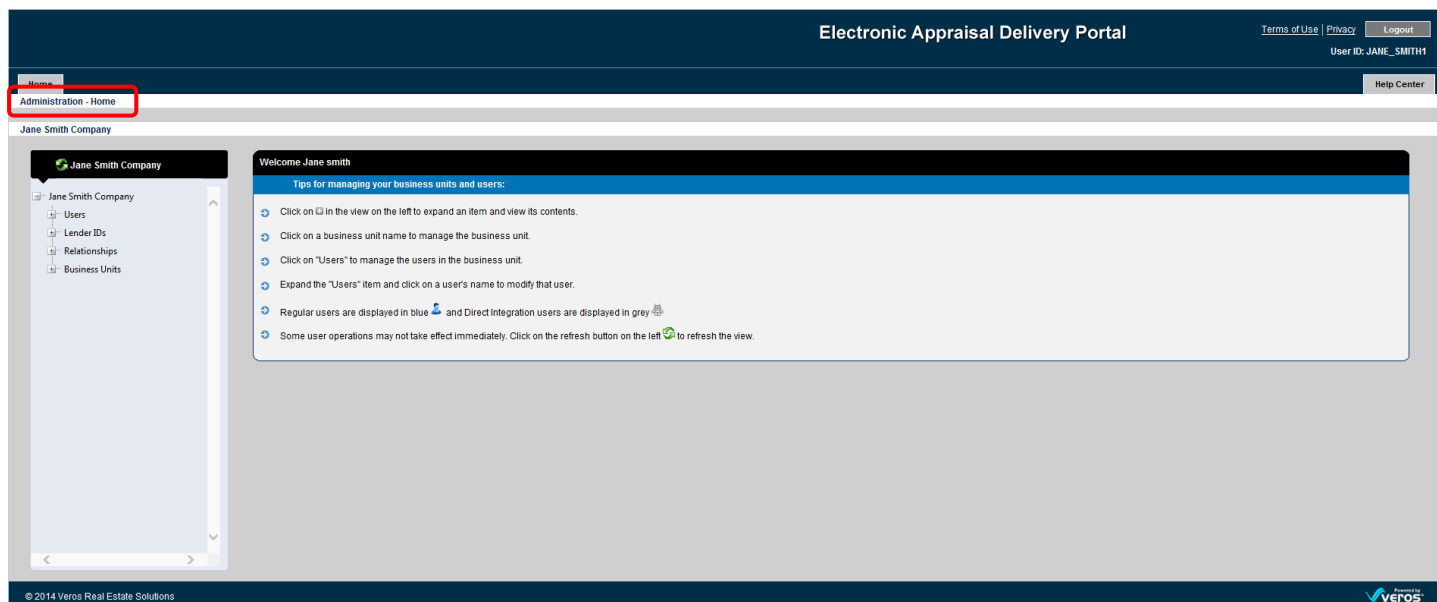 Electronic Appraisal Delivery Portal
Terms of Use | Privacy Logout
User ID: JANE_SMITH1
Home
Help Center
Administration - Home
Jane Smith Company
Jane Smith Company
Jane Smith Company
Users
Lender IDs
Relationships
Business Units
Welcome Jane smith
Tips for managing your business units and users:
Click on in the view on the left to expand an item and view its contents.
Click on a business unit name to manage the business unit.
Click on "Users" to manage the users in the business unit.
Expand the "Users" item and click on a user's name to modify that user.
Regular users are displayed in blue and Direct Integration users are displayed in grey
Some user operations may not take effect immediately. Click on the refresh button on the left to refresh the view.
© 2014 Veros Real Estate Solutions
Powered by
veros